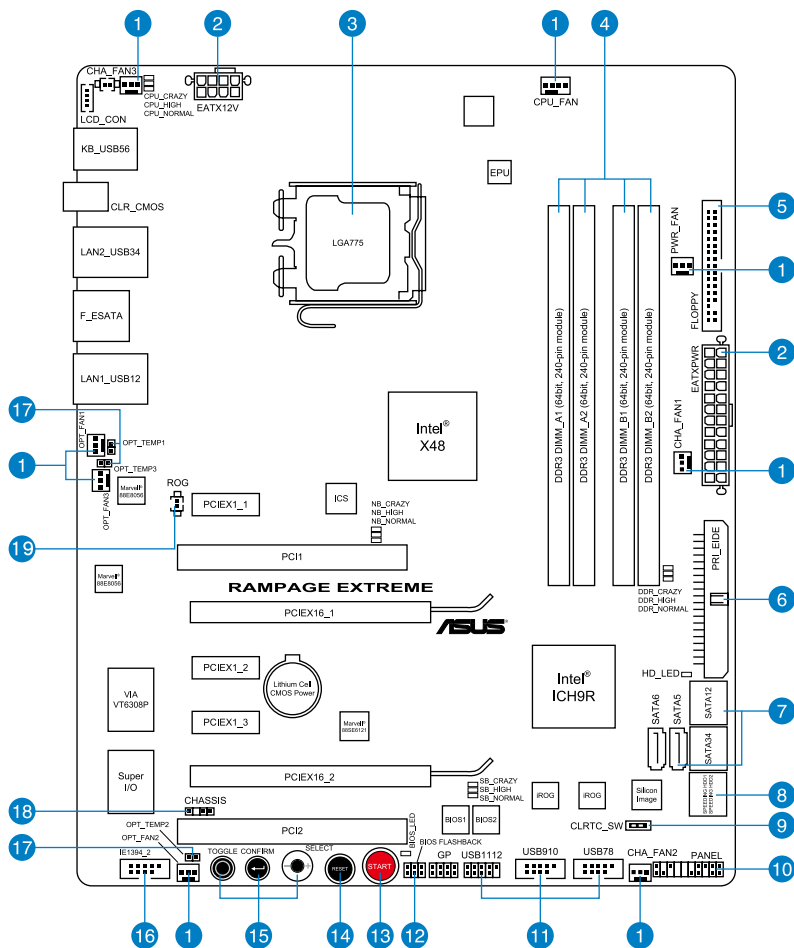 1
2
3
1
4
CHA_FAN3
CPU_CRAZY
CPU_HIGH
CPU_NORMAL
EATX12V
CPU_FAN
LCD_CON
KB_USB56
EPU
CLR_CMOS
5
LGA775
PWR_FAN
LAN2_USB34
1
F_ESATA
FLOPPY
DDR3 DIMM_A1 (64bit, 240-pin module)
DDR3 DIMM_A2 (64bit, 240-pin module)
DDR3 DIMM_B1 (64bit, 240-pin module)
DDR3 DIMM_B2 (64bit, 240-pin module)
2
EATXPWR
LAN1_USB12
17
OPT_FAN1
OPT_TEMP1
Intel®
X48
CHA_FAN1
1
1
OPT_TEMP3
OPT_FAN3
Marvell®
88E8056
ROG
PCIEX1_1
ICS
NB_CRAZY
NB_HIGH
NB_NORMAL
19
PCI1
PRI_EIDE
Marvell®
88E8056
RAMPAGE EXTREME
DDR_CRAZY
DDR_HIGH
DDR_NORMAL
6
PCIEX16_1
ASUS
PCIEX1_2
Lithium Cell
CMOS Power
Intel®
ICH9R
HD_LED
VIA
VT6308P
PCIEX1_3
Marvell®
88SE6121
SATA6
SATA5
SATA12
7
SATA34
Super
I/O
PCIEX16_2
SB_CRAZY
SB_HIGH
SB_NORMAL
iROG
iROG
Silicon
Image
SPEEDING HDD1
SPEEDING HDD2
8
18
CHASSIS
BIOS1
BIOS2
CLRTC_SW
9
OPT_TEMP2
PCI2
BIOS_LED
17
OPT_FAN2
BIOS FLASHBACK
IE1394_2
TOGGLE
CONFIRM
SELECT
RESET
START
GP
USB1112
USB910
USB78
CHA_FAN2
PANEL
10
16
1
15
14
13
12
11
1